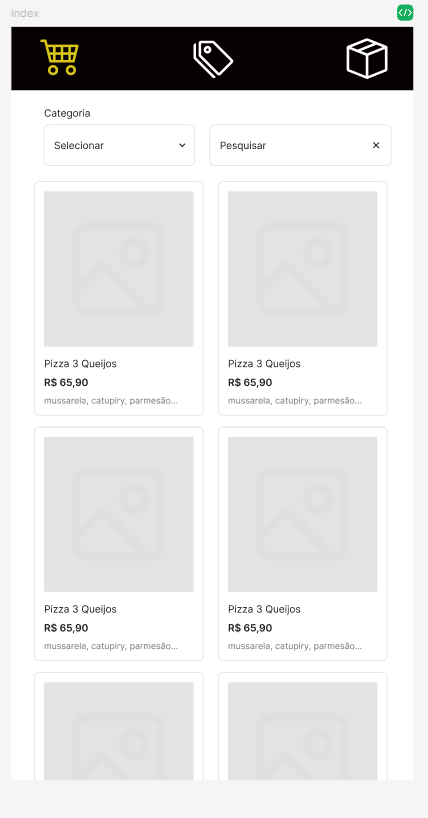 index
Categoria
Selecionar
Pesquisar
Pizza 3 Queijos
R$ 65,90
mussarela, catupiry, parmesão...
Pizza 3 Queijos
R$ 65,90
mussarela, catupiry, parmesão...
Pizza 3 Queijos
R$ 65,90
mussarela, catupiry, parmesão...
Pizza 3 Queijos
R$ 65,90
mussarela, catupiry, parmesão...